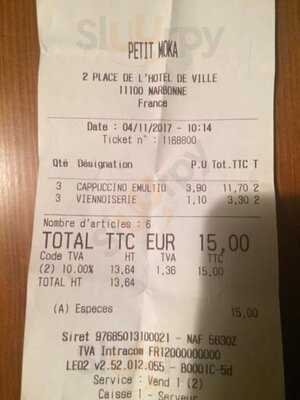 Sluurpy
PETIT MOKA
2 PLACE DE L'HOTEL DE VILLE
11100 NARBONNE
France
Date : 04/11/2017 - 10:14
Ticket n° : 1188800
Qté Désignation P.U Tot.TTC T
3 CAPPUCINO EMULTIO 3,90 11,70 2
3 VIENNOISERIE 1,10 3,30 2
Nombre d'articles : 6
TOTAL TTC EUR 15,00
Code TVA HT TVA TTC
(2) 10.00% 13,64 1,36 15,00
TOTAL HT 13,64
(A) Especes 15,00
Siret 97685013100021 - NAF 5630Z
TVA Intracom FR12000000000
LEO2 v2.52.012.055 - B0001C-5d
Service : Vend 1 (2)
Caisse 1 - Serveur